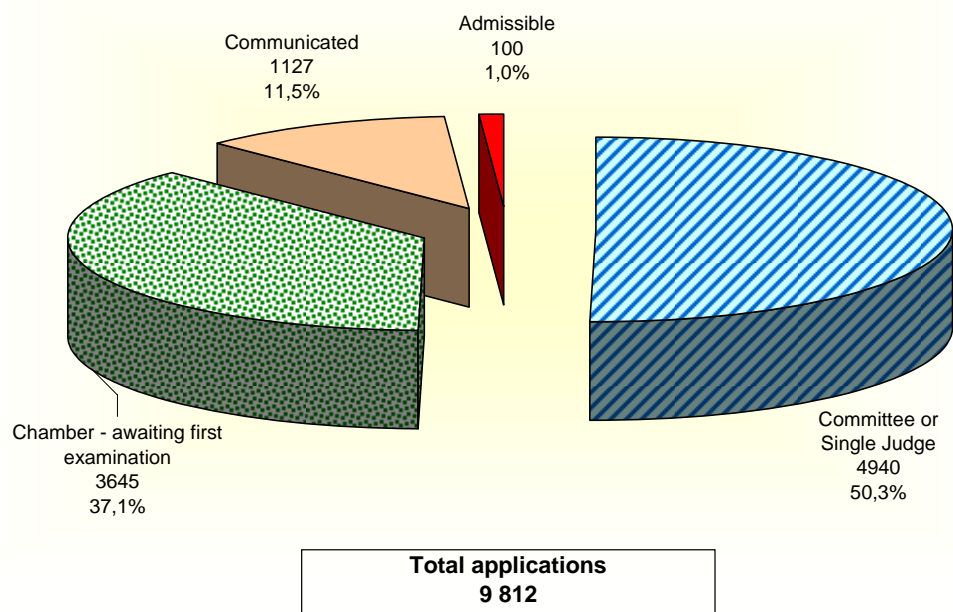 Admissible
100
1,0%
Communicated
1127
11,5%
Chamber - awaiting first
examination
3645
37,1%
Committee or
Single Judge
4940
50,3%
Total applications
9 812